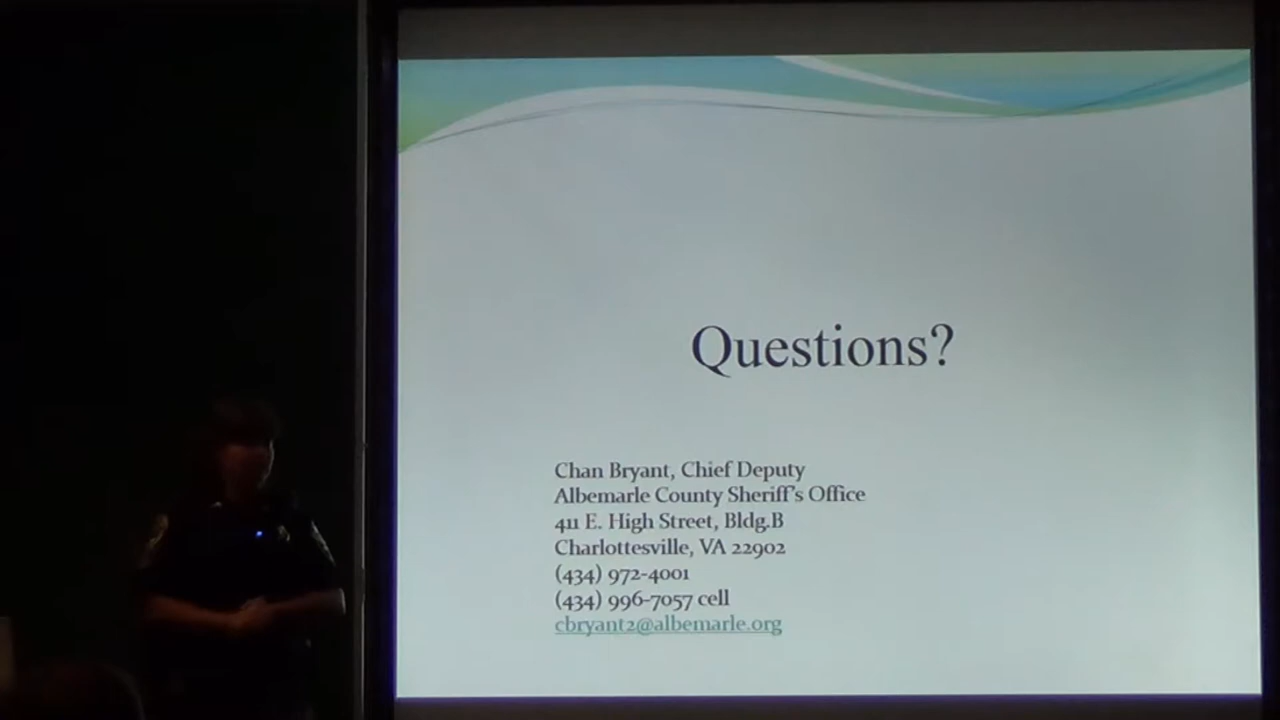 Questions?
Chan Bryant, Chief Deputy
Albemarle County Sheriff's Office
411 E. High Street, Bldg.B
Charlottesville, VA 22902
(434) 972-4001
(434) 996-7057 cell
cbryant2@albemarle.org